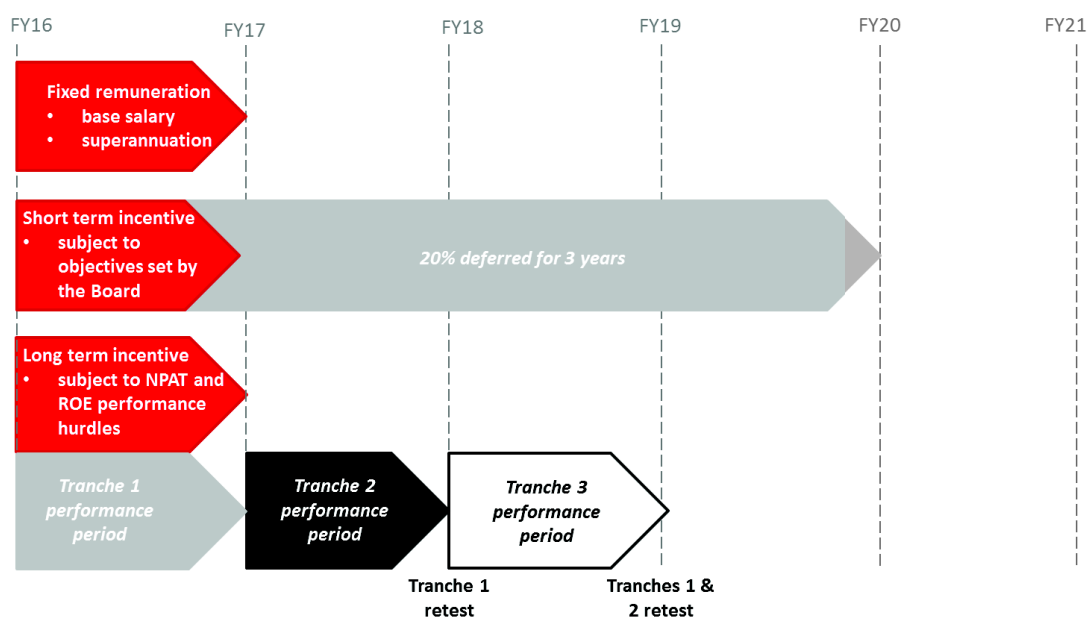 FY16
FY17
FY18
FY19
FY20
FY21
Fixed remuneration
• base salary
• superannuation
Short term incentive
• subject to
objectives set by
the Board
20% deferred for 3 years
Long term incentive
• subject to NPAT and
ROE performance
hurdles
Tranche 1
performance
period
Tranche 2
performance
period
Tranche 3
performance
period
Tranche 1
retest
Tranches 1 &
2 retest